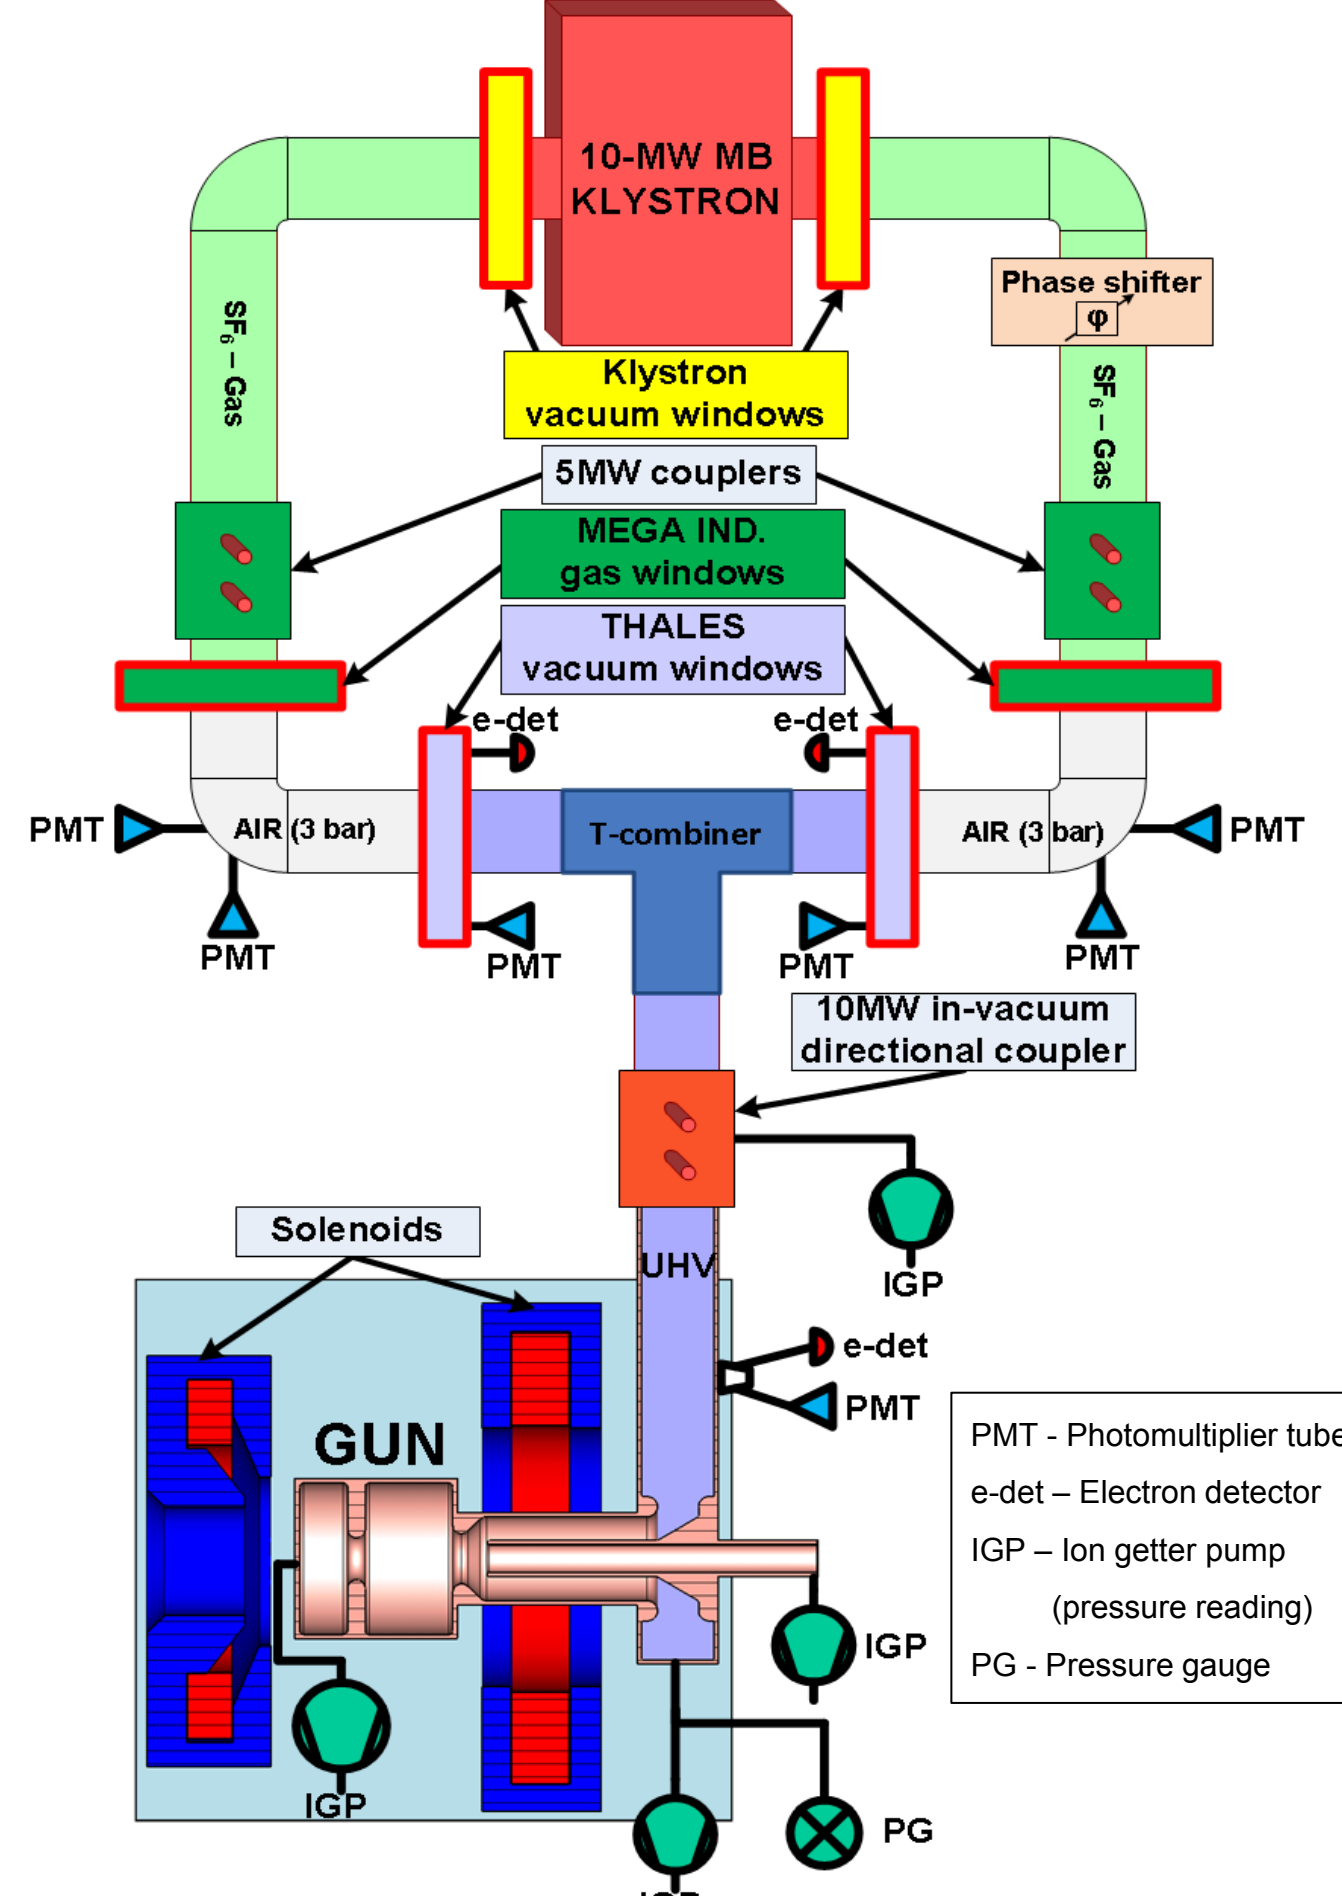 10-MW MB
KLYSTRON
Phase shifter
φ
SF₆ – Gas
SF₆ – Gas
Klystron
vacuum windows
5MW couplers
MEGA IND.
gas windows
THALES
vacuum windows
e-det
e-det
PMT
AIR (3 bar)
T-combiner
AIR (3 bar)
PMT
PMT
PMT
PMT
PMT
10MW in-vacuum
directional coupler
Solenoids
UHV
IGP
e-det
PMT
GUN
PMT - Photomultiplier tube
e-det – Electron detector
IGP – Ion getter pump
(pressure reading)
PG - Pressure gauge
IGP
IGP
PG
IGP